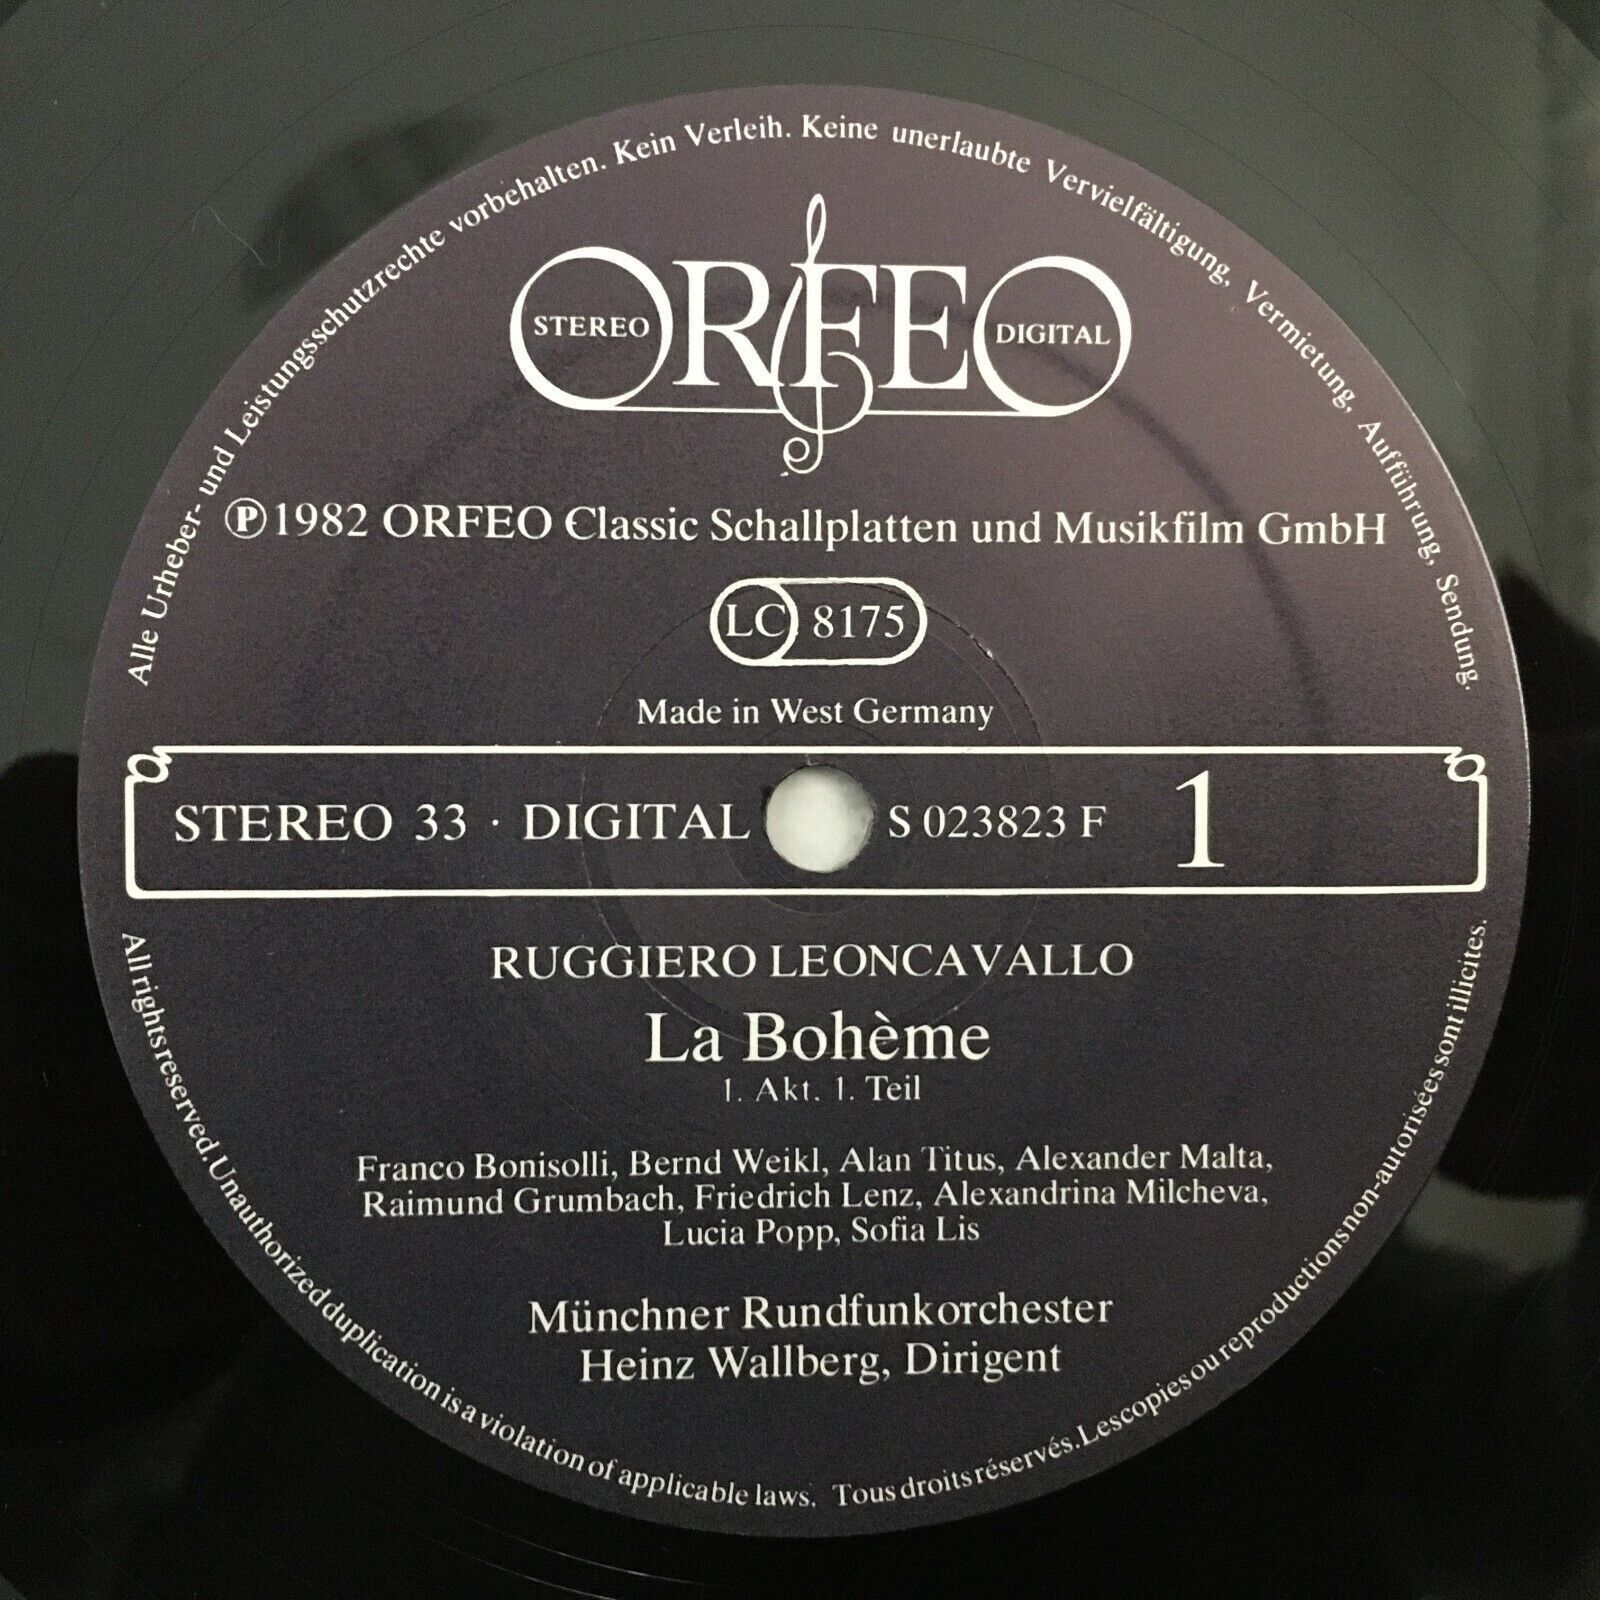 Alle Urheber- und Leistungsschutzrechte vorbehalten. Kein Verleih. Keine unerlaubte Vervielfältigung, Vermietung, Aufführung, Sendung.
ORFEO
STEREO
DIGITAL
Ⓟ 1982 ORFEO Classic Schallplatten und Musikfilm GmbH
LC 8175
Made in West Germany
STEREO 33 · DIGITAL S 023823 F 1
RUGGIERO LEONCAVALLO
La Bohème
1. Akt. 1. Teil
Franco Bonisolli, Bernd Weikl, Alan Titus, Alexander Malta,
Raimund Grumbach, Friedrich Lenz, Alexandrina Milcheva,
Lucia Popp, Sofia Lis
Münchner Rundfunkorchester
Heinz Wallberg, Dirigent
All rights reserved. Unauthorized duplication is a violation of applicable laws. Tous droits réservés. Les copies ou reproductions non-autorisées sont illicites.